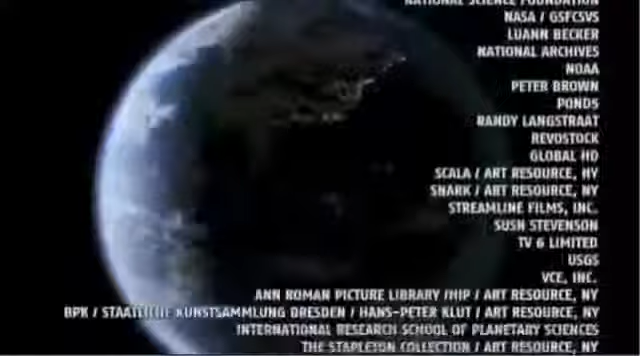 NATIONAL SCIENCE FOUNDATION
NASA / GSFCSVS
LUANN BECKER
NATIONAL ARCHIVES
NOAA
PETER BROWN
PONDS
RANDY LANGSTRAAT
REVOSTOCK
GLOBAL HD
SCALA / ART RESOURCE, NY
SNARK / ART RESOURCE, NY
STREAMLINE FILMS, INC.
SUSN STEVENSON
TV 6 LIMITED
USGS
VCE, INC.
ANN RONAN PICTURE LIBRARY /HIP / ART RESOURCE, NY
BPK / STAATLICHE KUNSTSAMMLUNG DRESDEN / HANS-PETER KLUT / ART RESOURCE, NY
INTERNATIONAL RESEARCH SCHOOL OF PLANETARY SCIENCES
THE STAPLETON COLLECTION / ART RESOURCE, NY